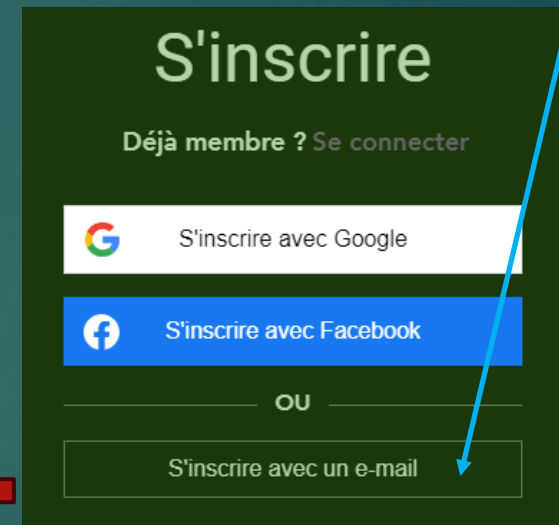 S'inscrire
Déjà membre ? Se connecter
S'inscrire avec Google
S'inscrire avec Facebook
OU
S'inscrire avec un e-mail